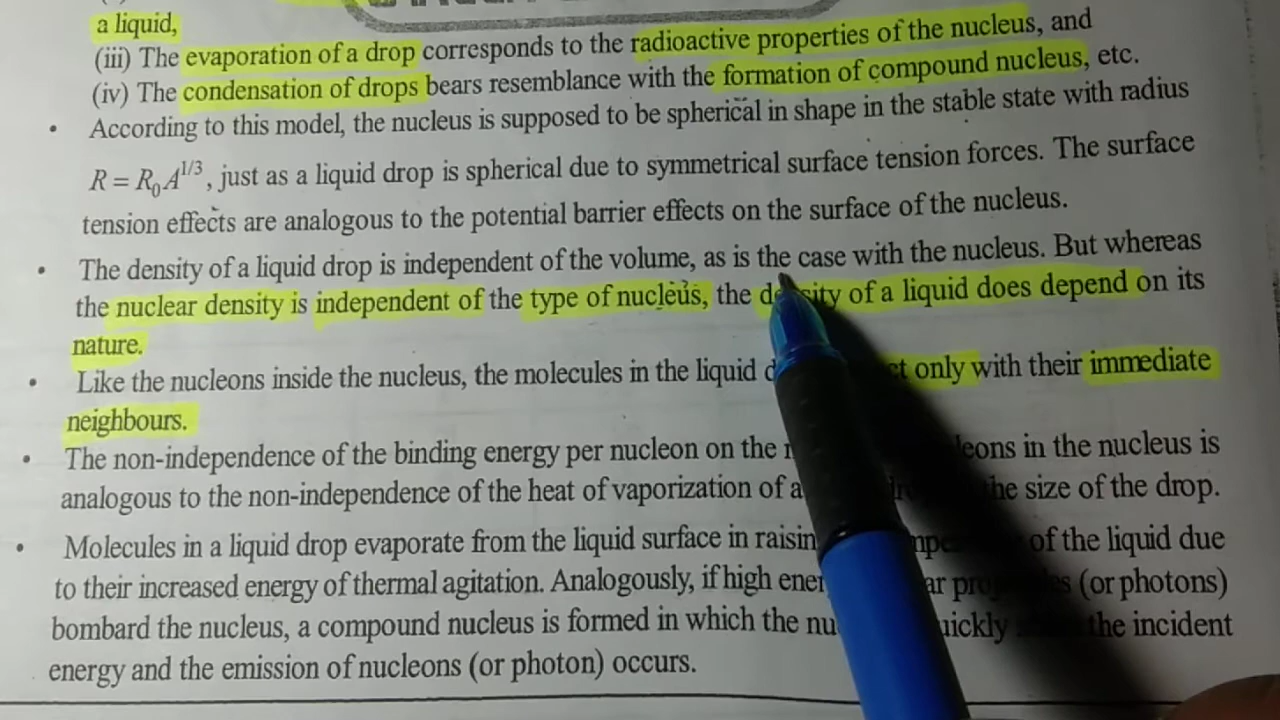 a liquid,
(iii) The evaporation of a drop corresponds to the radioactive properties of the nucleus, and
(iv) The condensation of drops bears resemblance with the formation of compound nucleus, etc.
• According to this model, the nucleus is supposed to be spherical in shape in the stable state with radius
R = R₀A^{1/3}, just as a liquid drop is spherical due to symmetrical surface tension forces. The surface
tension effects are analogous to the potential barrier effects on the surface of the nucleus.
• The density of a liquid drop is independent of the volume, as is the case with the nucleus. But whereas
the nuclear density is independent of the type of nucleus, the density of a liquid does depend on its
nature.
• Like the nucleons inside the nucleus, the molecules in the liquid only with their immediate
neighbours.
• The non-independence of the binding energy per nucleon on the in the nucleus is
analogous to the non-independence of the heat of vaporization of a the size of the drop.
• Molecules in a liquid drop evaporate from the liquid surface in of the liquid due
to their increased energy of thermal agitation. Analogously, if high (or photons)
bombard the nucleus, a compound nucleus is formed in which the the incident
energy and the emission of nucleons (or photon) occurs.